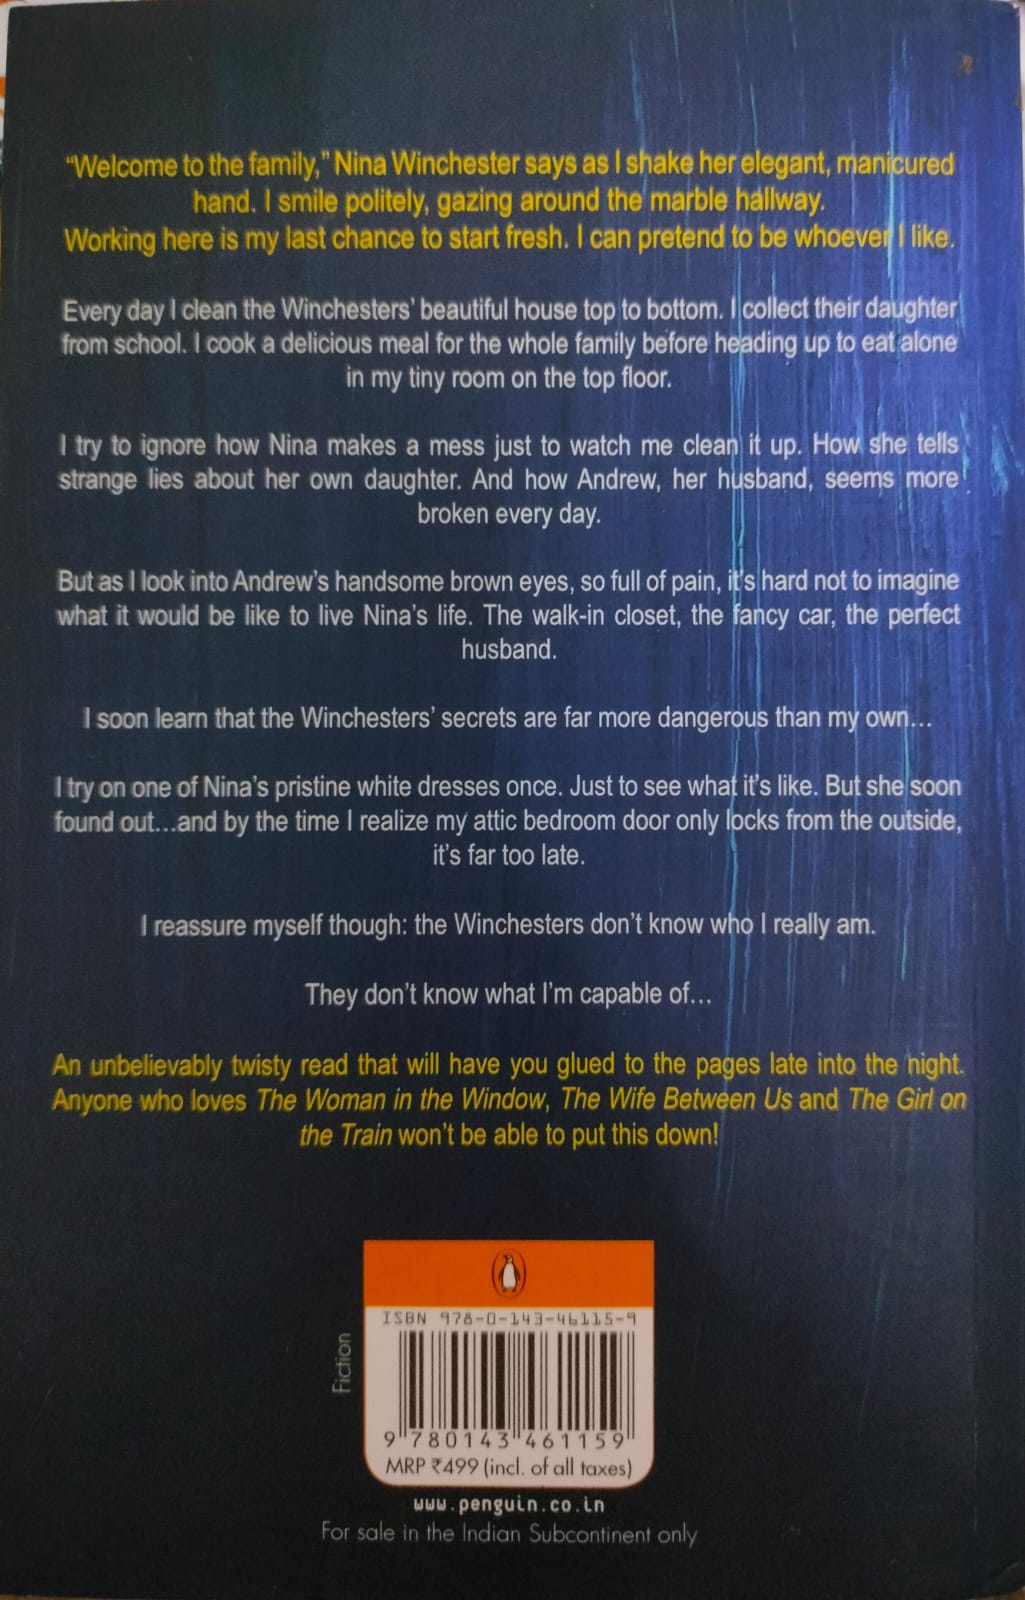 “Welcome to the family,” Nina Winchester says as I shake her elegant, manicured
hand. I smile politely, gazing around the marble hallway.
Working here is my last chance to start fresh. I can pretend to be whoever I like.
Every day I clean the Winchesters’ beautiful house top to bottom. I collect their daughter
from school. I cook a delicious meal for the whole family before heading up to eat alone
in my tiny room on the top floor.
I try to ignore how Nina makes a mess just to watch me clean it up. How she tells
strange lies about her own daughter. And how Andrew, her husband, seems more
broken every day.
But as I look into Andrew’s handsome brown eyes, so full of pain, it’s hard not to imagine
what it would be like to live Nina’s life. The walk-in closet, the fancy car, the perfect
husband.
I soon learn that the Winchesters’ secrets are far more dangerous than my own…
I try on one of Nina’s pristine white dresses once. Just to see what it’s like. But she soon
found out…and by the time I realize my attic bedroom door only locks from the outside,
it’s far too late.
I reassure myself though: the Winchesters don’t know who I really am.
They don’t know what I’m capable of…
An unbelievably twisty read that will have you glued to the pages late into the night.
Anyone who loves The Woman in the Window, The Wife Between Us and The Girl on
the Train won’t be able to put this down!
Fiction
ISBN 978-0-143-46115-9
9 780143 461159
MRP ₹499 (incl. of all taxes)
www.penguin.co.in
For sale in the Indian Subcontinent only